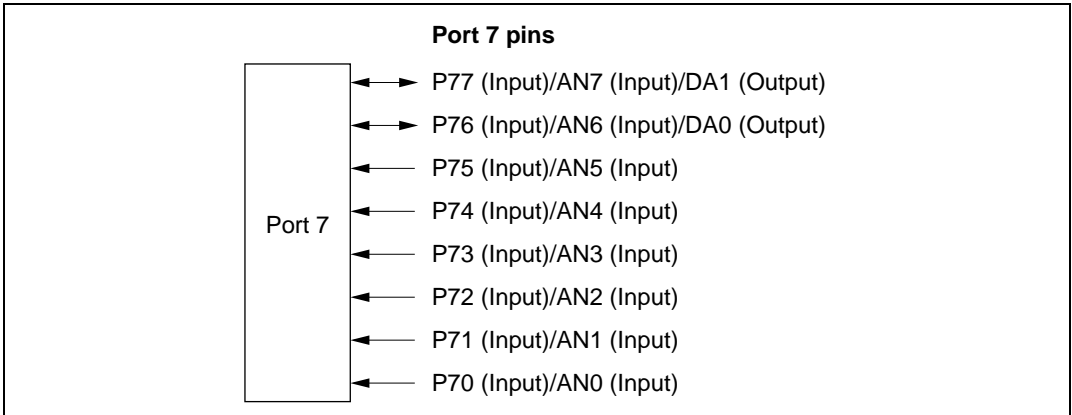 Port 7 pins
P77 (Input)/AN7 (Input)/DA1 (Output)
P76 (Input)/AN6 (Input)/DA0 (Output)
P75 (Input)/AN5 (Input)
P74 (Input)/AN4 (Input)
Port 7
P73 (Input)/AN3 (Input)
P72 (Input)/AN2 (Input)
P71 (Input)/AN1 (Input)
P70 (Input)/AN0 (Input)